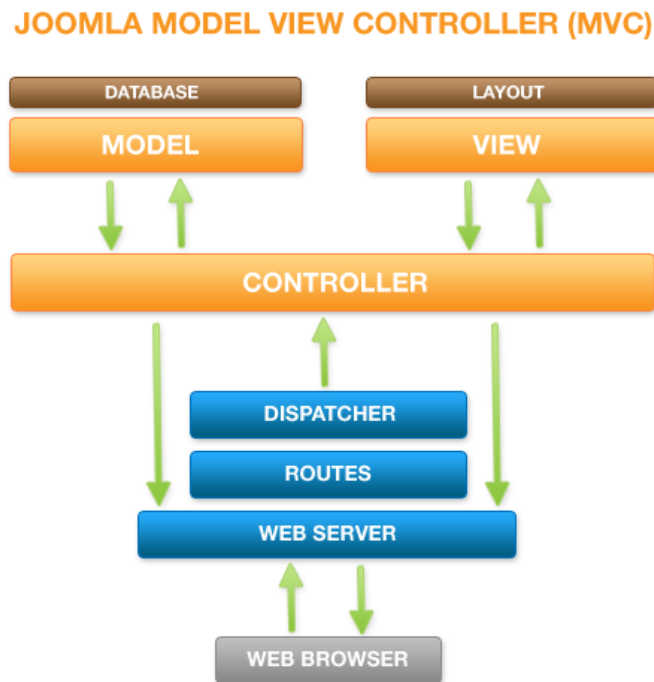 JOOMLA MODEL VIEW CONTROLLER (MVC)
DATABASE
LAYOUT
MODEL
VIEW
CONTROLLER
DISPATCHER
ROUTES
WEB SERVER
WEB BROWSER